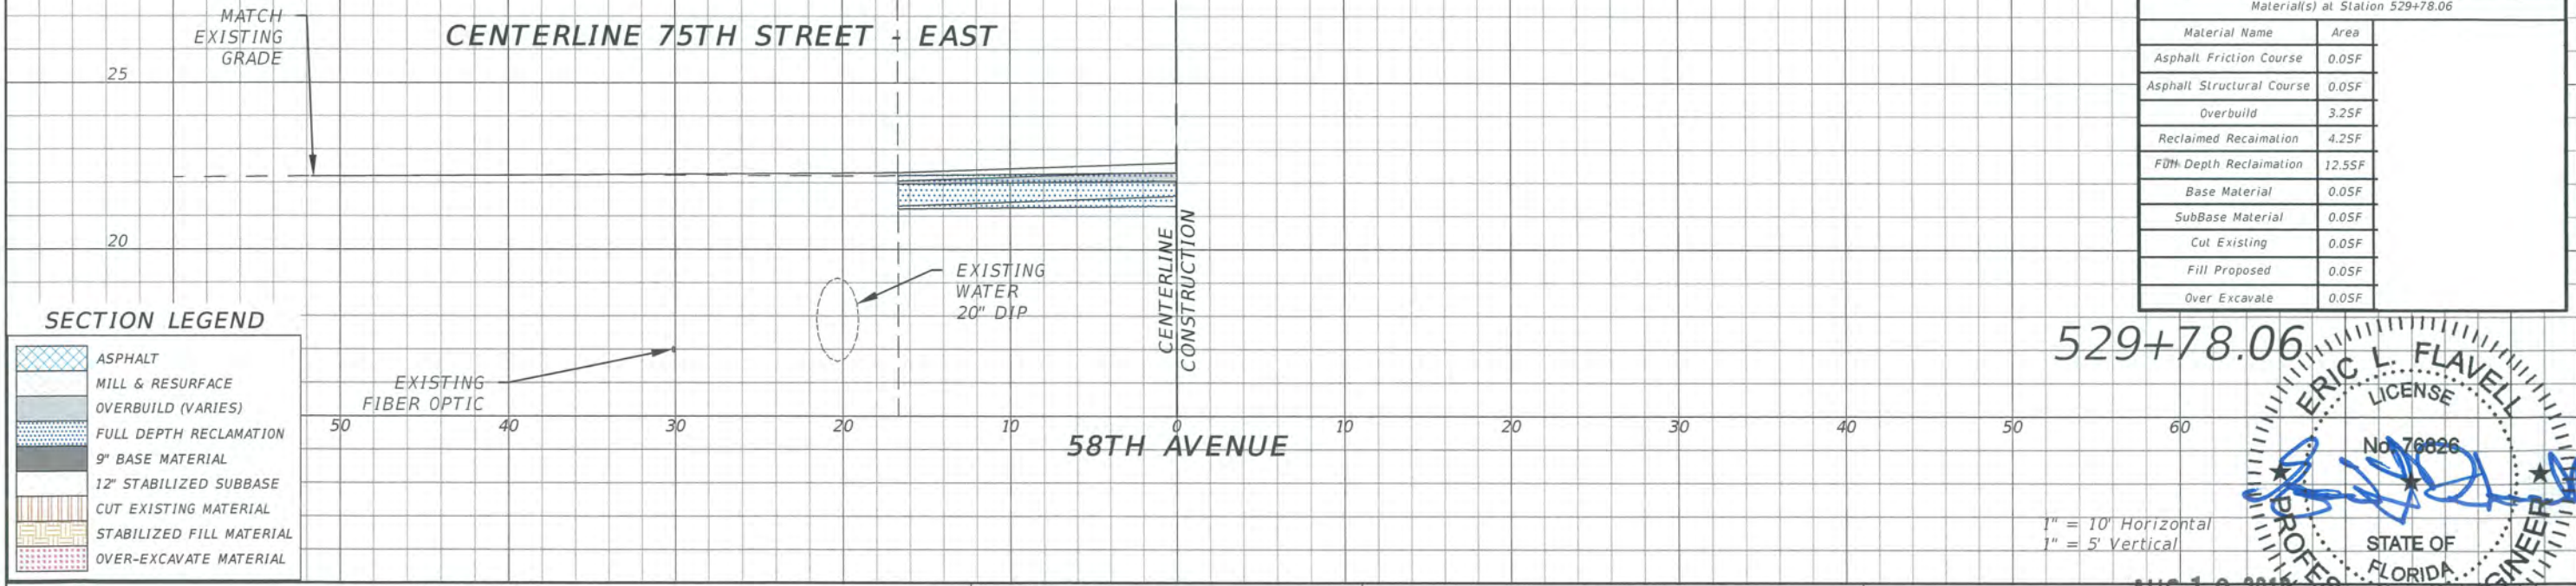 MATCH
EXISTING
GRADE
CENTERLINE 75TH STREET - EAST
25
20
EXISTING
WATER
20" DIP
CENTERLINE
CONSTRUCTION
EXISTING
FIBER OPTIC
50 40 30 20 10 0 10 20 30 40 50 60
58TH AVENUE
SECTION LEGEND
ASPHALT
MILL & RESURFACE
OVERBUILD (VARIES)
FULL DEPTH RECLAMATION
9" BASE MATERIAL
12" STABILIZED SUBBASE
CUT EXISTING MATERIAL
STABILIZED FILL MATERIAL
OVER-EXCAVATE MATERIAL
Material(s) at Station 529+78.06
Material Name Area
Asphalt Friction Course 0.0SF
Asphalt Structural Course 0.0SF
Overbuild 3.2SF
Reclaimed Recaimation 4.2SF
Full Depth Reclaimation 12.5SF
Base Material 0.0SF
SubBase Material 0.0SF
Cut Existing 0.0SF
Fill Proposed 0.0SF
Over Excavate 0.0SF
529+78.06
ERIC L. FLAVELL
LICENSE
No. 76826
STATE OF
FLORIDA
1" = 10' Horizontal
1" = 5' Vertical